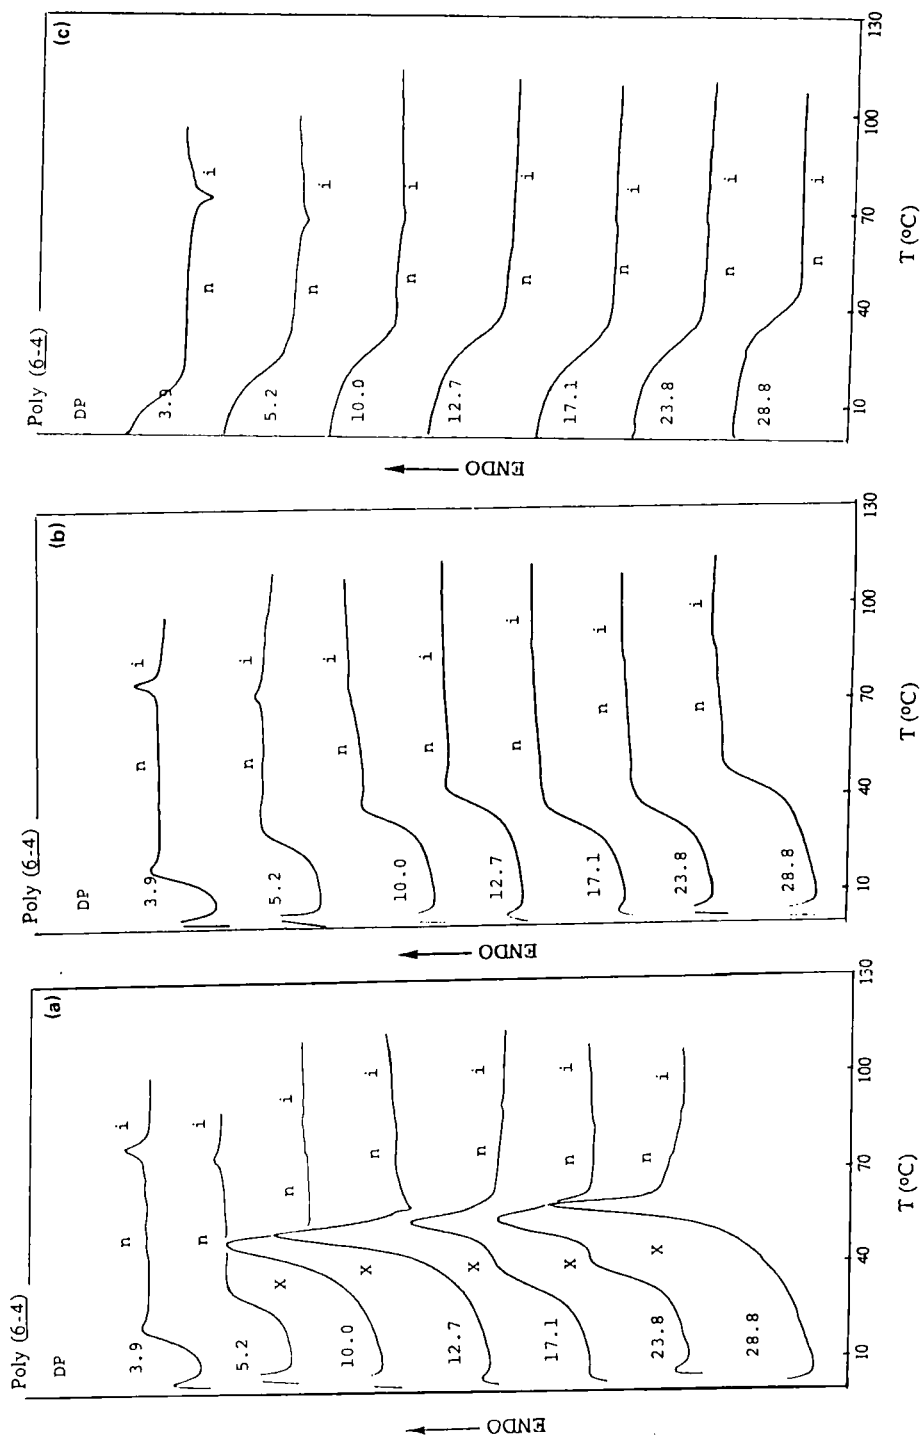 Poly (6-4)
(a)
DP
3.9
n
i
5.2
n
i
10.0
X
n
i
12.7
X
n
i
17.1
X
n
i
23.8
X
n
i
28.8
X
n
i
ENDO
10
40
70
100
130
T (ºC)
Poly (6-4)
(b)
DP
3.9
n
i
5.2
n
i
10.0
n
i
12.7
n
i
17.1
n
i
23.8
n
i
28.8
n
i
ENDO
10
40
70
100
130
T (ºC)
Poly (6-4)
(c)
DP
3.9
n
i
5.2
n
i
10.0
n
i
12.7
n
i
17.1
n
i
23.8
n
i
28.8
n
i
ENDO
10
40
70
100
130
T (ºC)